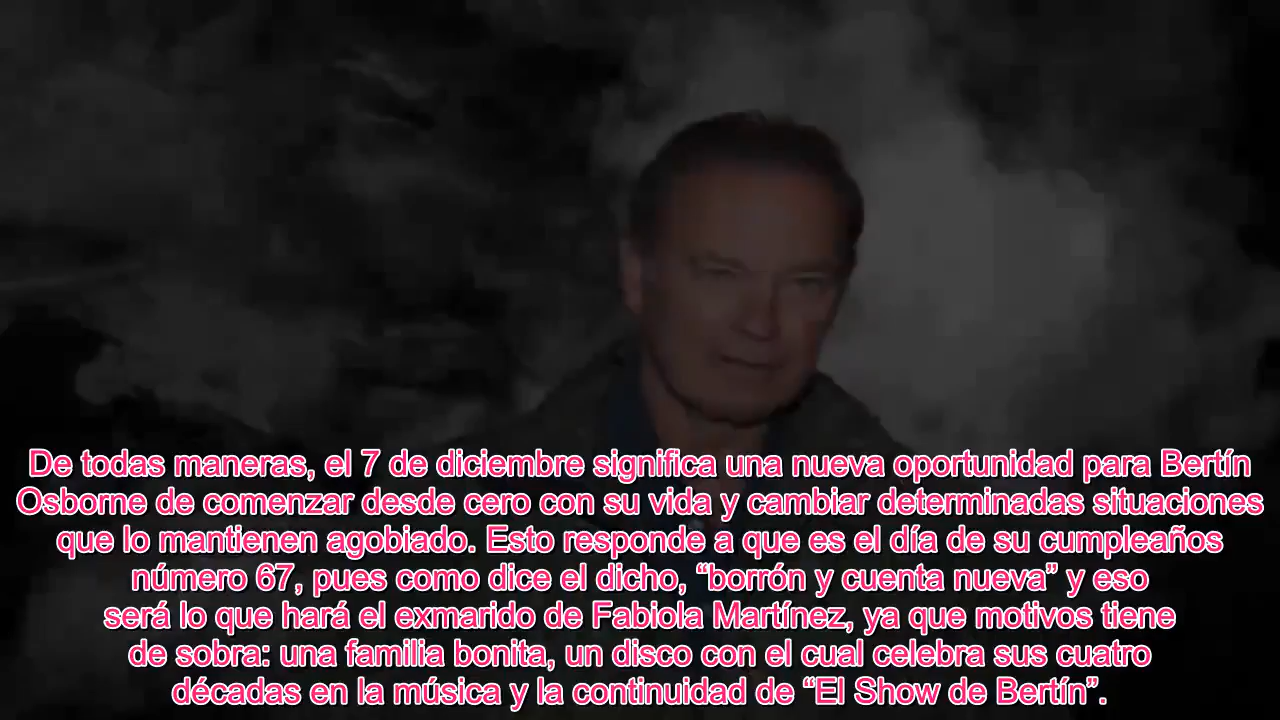 De todas maneras, el 7 de diciembre significa una nueva oportunidad para Bertín
Osborne de comenzar desde cero con su vida y cambiar determinadas situaciones
que lo mantienen agobiado. Esto responde a que es el día de su cumpleaños
número 67, pues como dice el dicho, “borrón y cuenta nueva” y eso
será lo que hará el exmarido de Fabiola Martínez, ya que motivos tiene
de sobra: una familia bonita, un disco con el cual celebra sus cuatro
décadas en la música y la continuidad de “El Show de Bertín”.